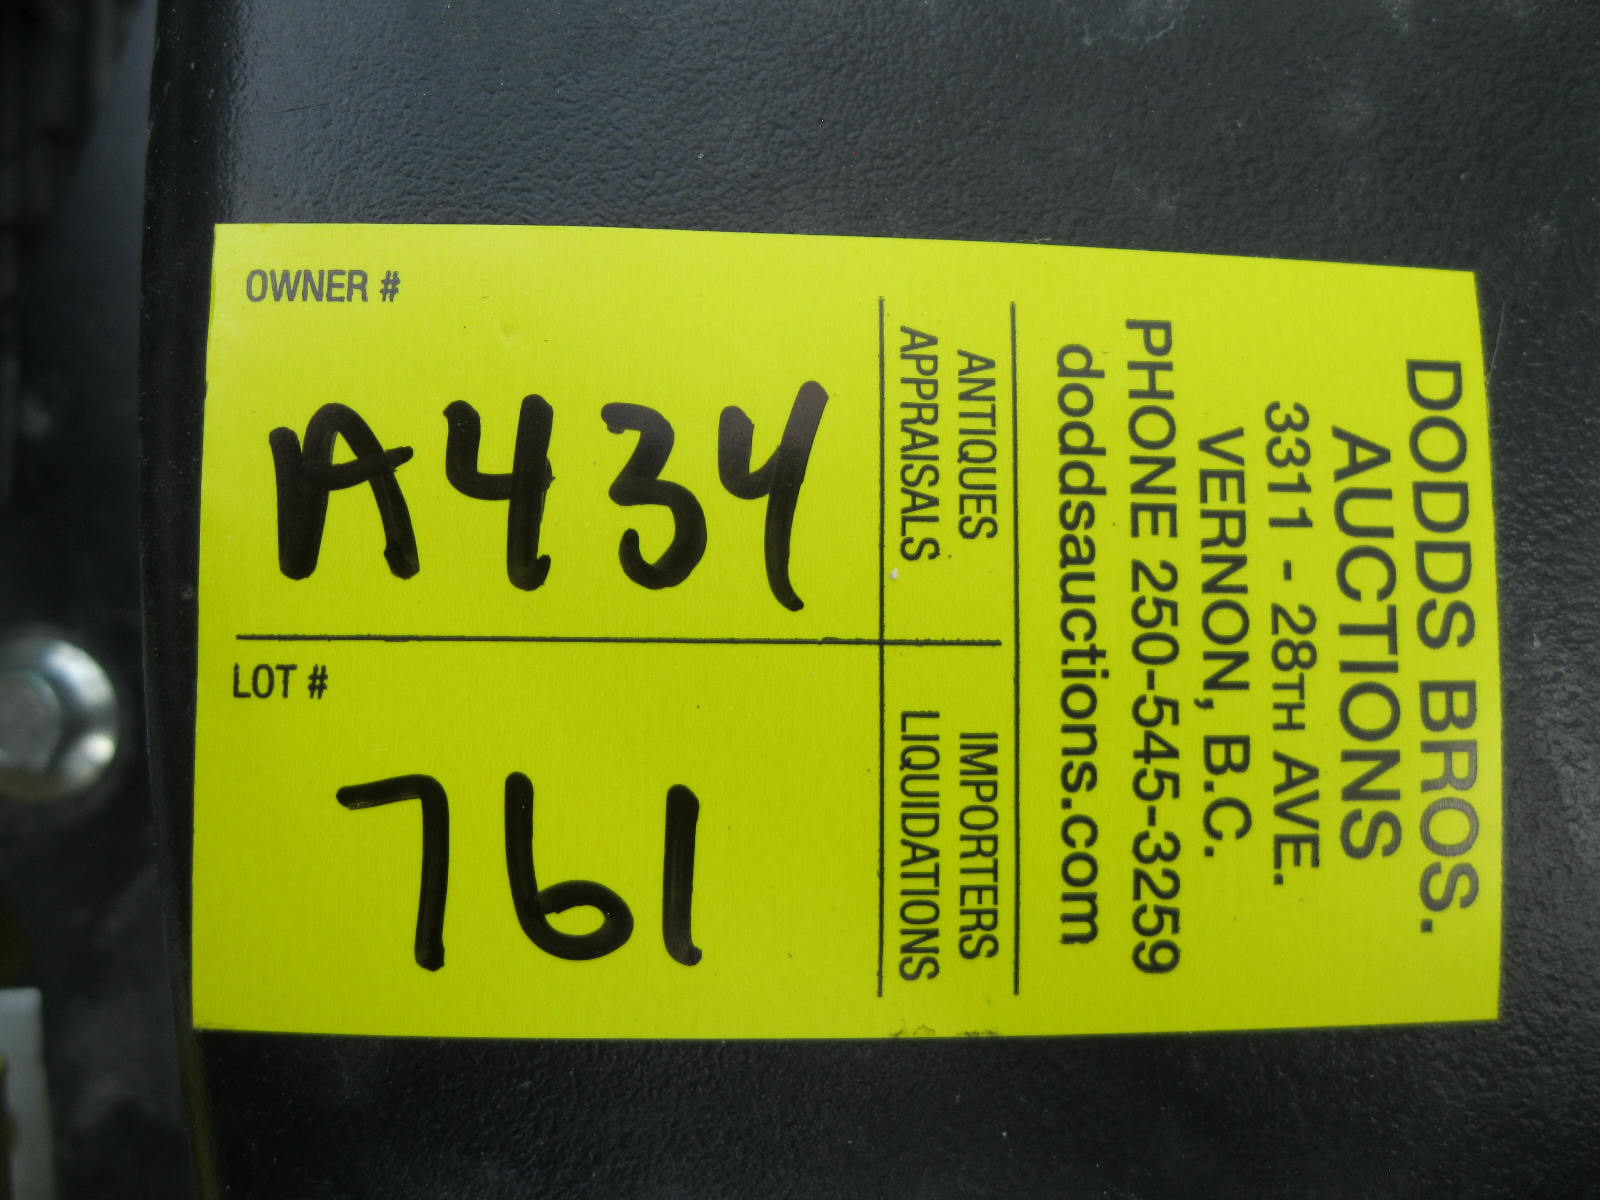 DODDS BROS.
AUCTIONS
3311 - 28TH AVE.
VERNON, B.C.
PHONE 250-545-3259
doddsauctions.com
ANTIQUES IMPORTERS
APPRAISALS LIQUIDATIONS
OWNER #
A434
LOT #
761